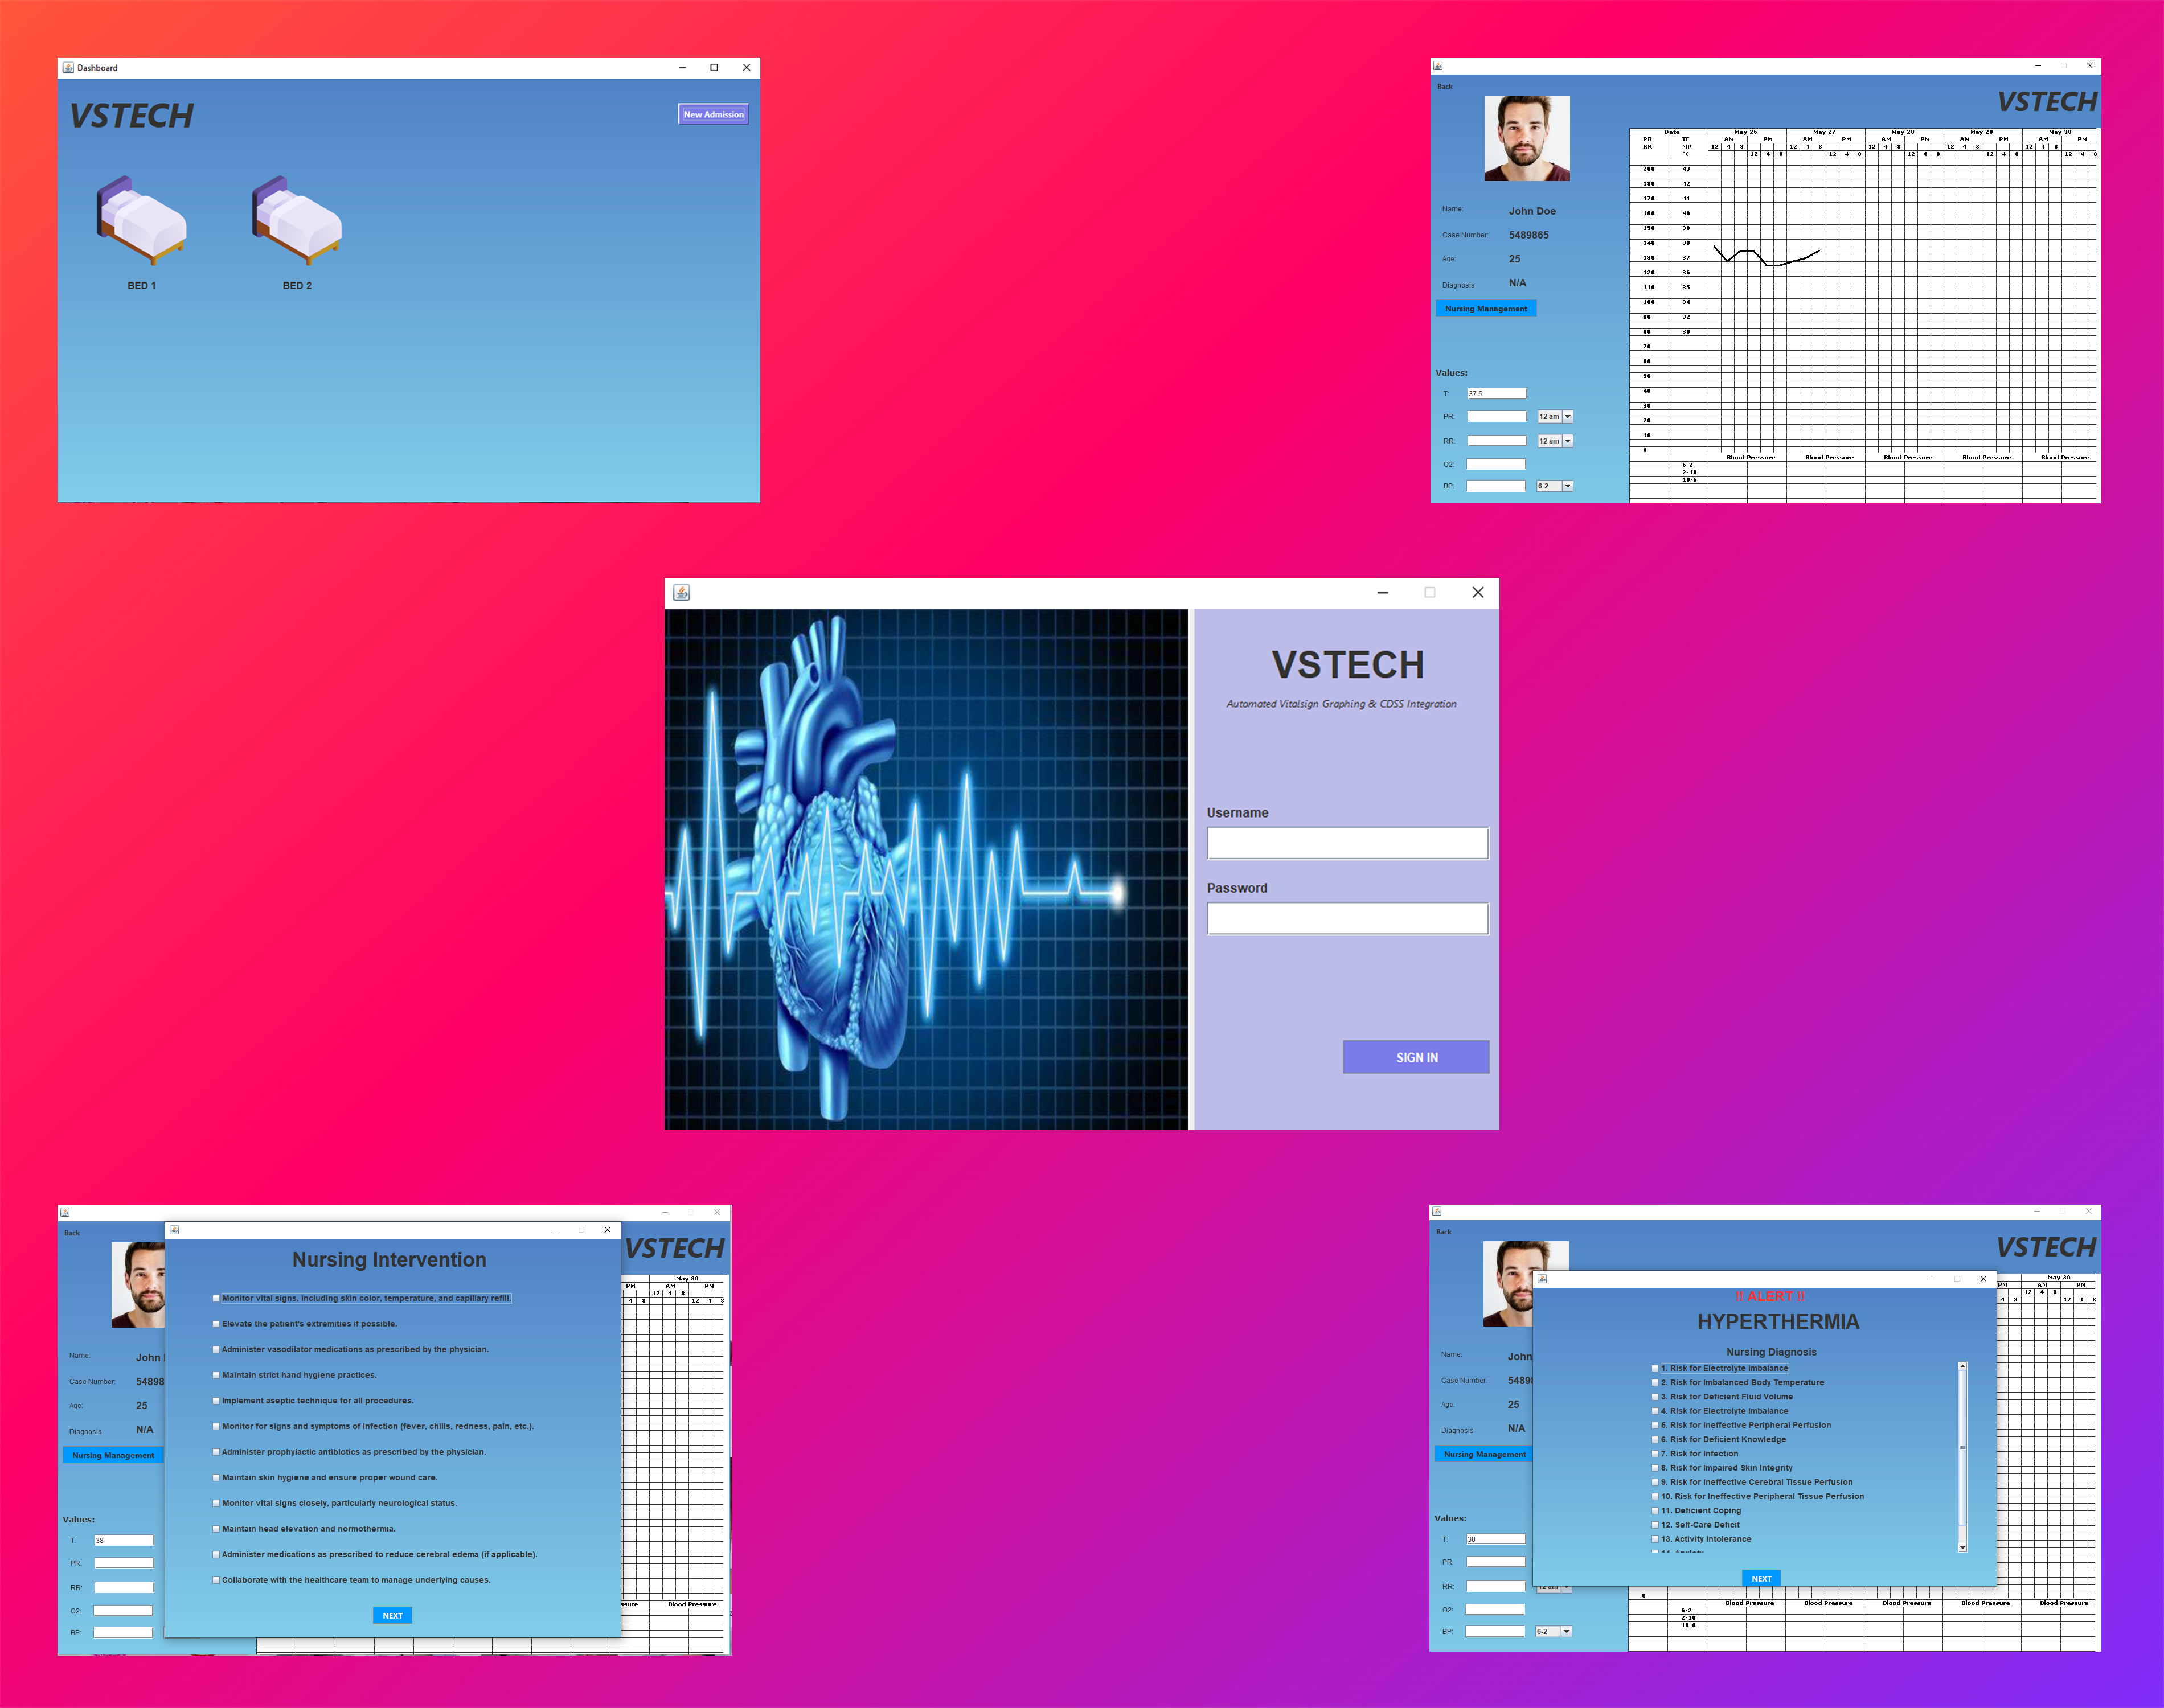 Dashboard
VSTECH
New Admission
BED 1
BED 2
Back
VSTECH
Name: John Doe
Case Number: 5489865
Age: 25
Diagnosis N/A
Nursing Management
Values:
T: 37.5
PR: 12 am
RR: 12 am
O2:
BP: 6-2
Date May 26 May 27 May 28 May 29 May 30
PR TE AM PM AM PM AM PM AM PM AM PM
RR MP 12 4 8 12 4 8 12 4 8 12 4 8 12 4 8
°C 12 4 8 12 4 8 12 4 8 12 4 8 12 4 8
200 43
180 42
170 41
160 40
150 39
140 38
130 37
120 36
110 35
100 34
90 32
80 30
70
60
50
40
30
20
10
0
Blood Pressure Blood Pressure Blood Pressure Blood Pressure Blood Pressure
6-2
2-10
10-6
VSTECH
Automated Vitalsign Graphing & CDSS Integration
Username
Password
SIGN IN
Back
VSTECH
Name: John
Case Number: 54898
Age: 25
Diagnosis N/A
Nursing Management
Values:
T: 38
PR:
RR:
O2:
BP:
Nursing Intervention
Monitor vital signs, including skin color, temperature, and capillary refill.
Elevate the patient's extremities if possible.
Administer vasodilator medications as prescribed by the physician.
Maintain strict hand hygiene practices.
Implement aseptic technique for all procedures.
Monitor for signs and symptoms of infection (fever, chills, redness, pain, etc.).
Administer prophylactic antibiotics as prescribed by the physician.
Maintain skin hygiene and ensure proper wound care.
Monitor vital signs closely, particularly neurological status.
Maintain head elevation and normothermia.
Administer medications as prescribed to reduce cerebral edema (if applicable).
Collaborate with the healthcare team to manage underlying causes.
NEXT
May 30
PM AM PM
4 8 12 4 8
12 4 8
ssure Blood Pressure
Back
VSTECH
Name: John
Case Number: 5489
Age: 25
Diagnosis N/A
Nursing Management
Values:
T: 38
PR:
RR: 12 am
O2:
BP: 6-2
!! ALERT !!
HYPERTHERMIA
Nursing Diagnosis
1. Risk for Electrolyte Imbalance
2. Risk for Imbalanced Body Temperature
3. Risk for Deficient Fluid Volume
4. Risk for Electrolyte Imbalance
5. Risk for Ineffective Peripheral Perfusion
6. Risk for Deficient Knowledge
7. Risk for Infection
8. Risk for Impaired Skin Integrity
9. Risk for Ineffective Cerebral Tissue Perfusion
10. Risk for Ineffective Peripheral Tissue Perfusion
11. Deficient Coping
12. Self-Care Deficit
13. Activity Intolerance
14. Anxiety
NEXT
May 30
PM AM PM
12 4 8
4 8 12 4 8
0
Blood Pressure Blood Pressure Blood Pressure Blood Pressure Blood Pressure
6-2
2-10
10-6